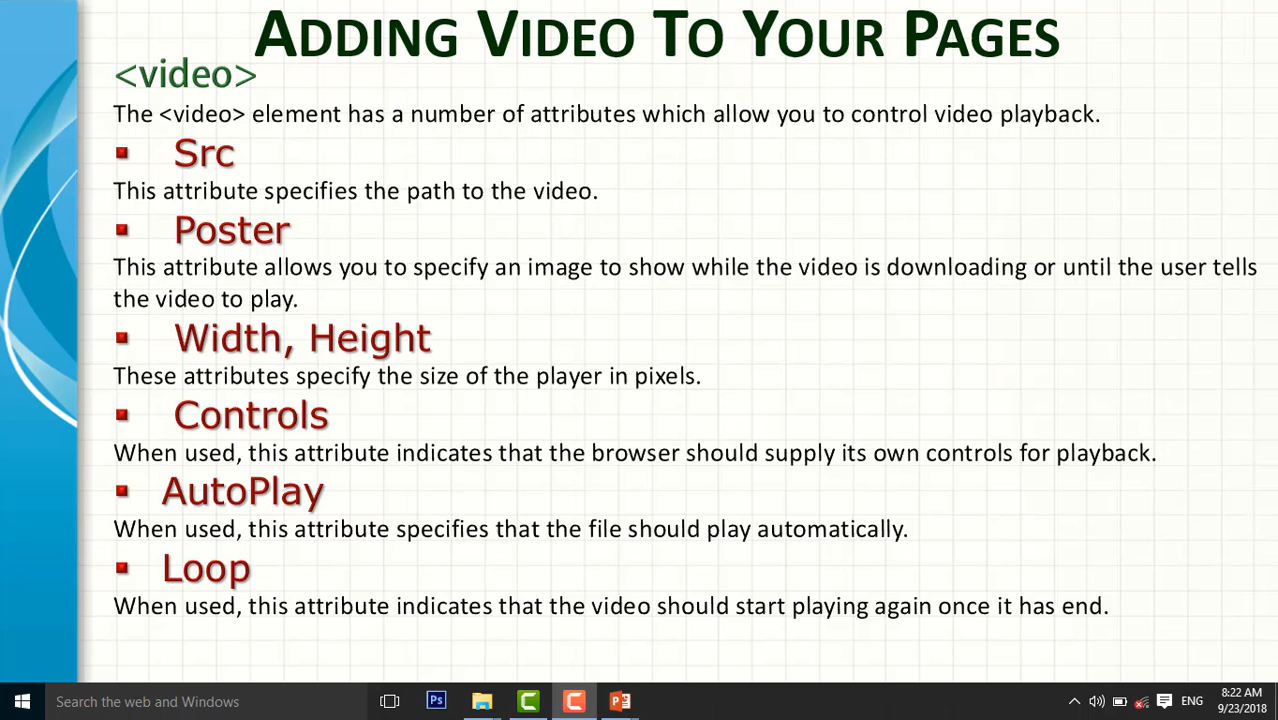 ADDING VIDEO TO YOUR PAGES
<video>
The <video> element has a number of attributes which allow you to control video playback.
▪ Src
This attribute specifies the path to the video.
▪ Poster
This attribute allows you to specify an image to show while the video is downloading or until the user tells
the video to play.
▪ Width, Height
These attributes specify the size of the player in pixels.
▪ Controls
When used, this attribute indicates that the browser should supply its own controls for playback.
▪ AutoPlay
When used, this attribute specifies that the file should play automatically.
▪ Loop
When used, this attribute indicates that the video should start playing again once it has end.
Search the web and Windows
Ps
ENG
8:22 AM
9/23/2018